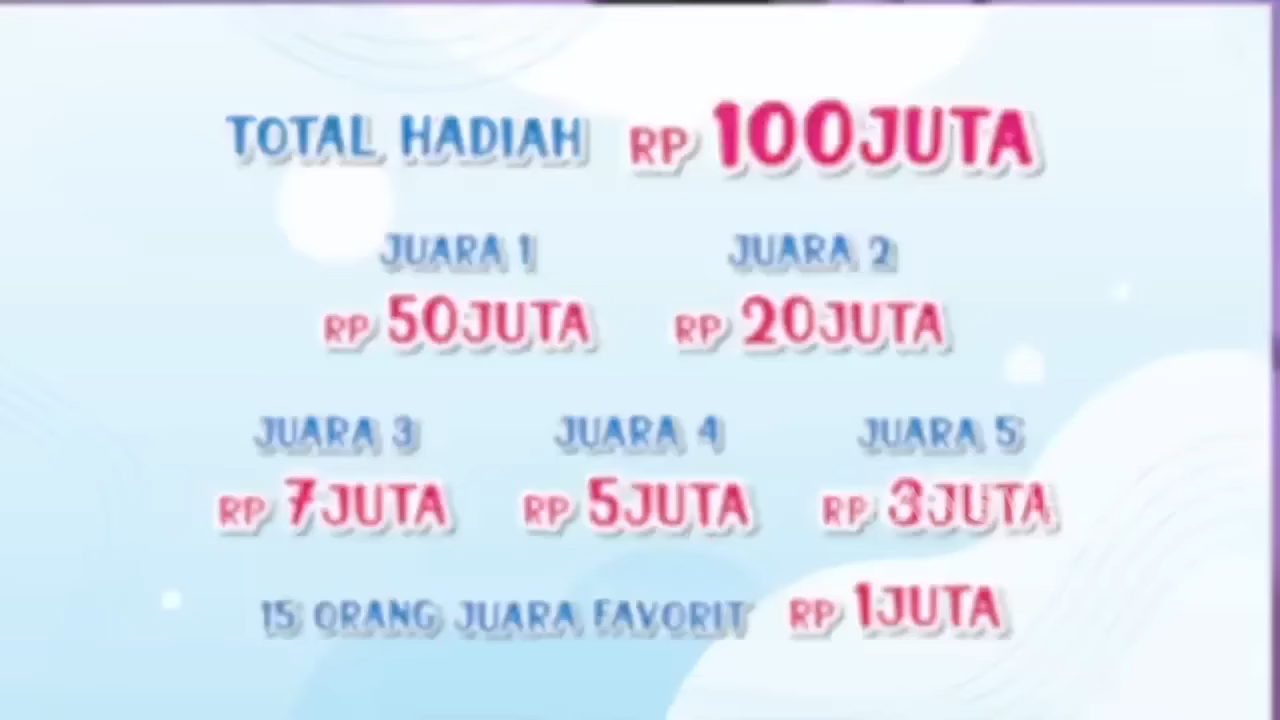 TOTAL HADIAH RP 100JUTA
JUARA 1 JUARA 2
RP 50JUTA RP 20JUTA
JUARA 3 JUARA 4 JUARA 5
RP 7JUTA RP 5JUTA RP 3JUTA
15 ORANG JUARA FAVORIT RP 1JUTA